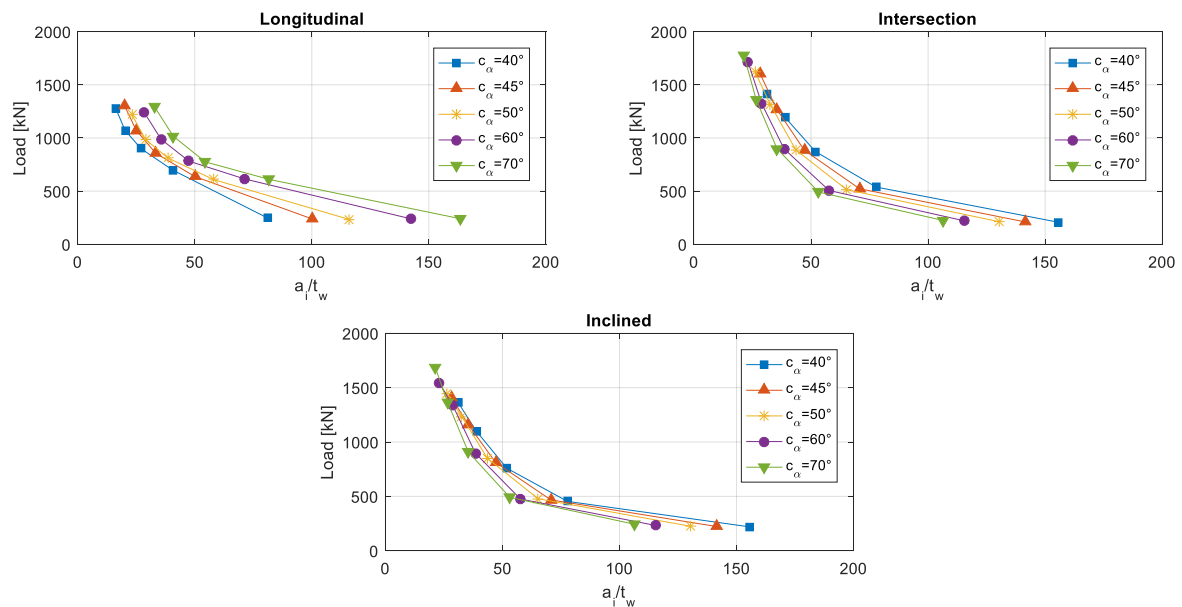 Longitudinal
2000
1500
1000
500
0
Load [kN]
0 50 100 150 200
a_i/t_w
c_α=40°
c_α=45°
c_α=50°
c_α=60°
c_α=70°
Intersection
2000
1500
1000
500
0
Load [kN]
0 50 100 150 200
a_i/t_w
c_α=40°
c_α=45°
c_α=50°
c_α=60°
c_α=70°
Inclined
2000
1500
1000
500
0
Load [kN]
0 50 100 150 200
a_i/t_w
c_α=40°
c_α=45°
c_α=50°
c_α=60°
c_α=70°